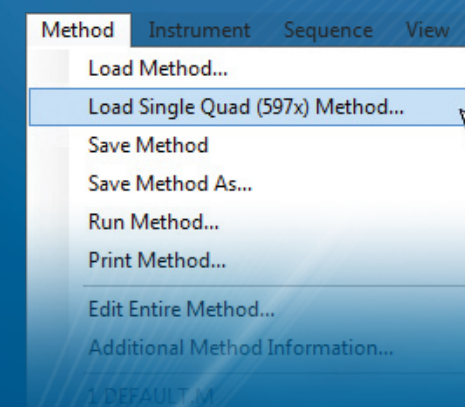 Method Instrument Sequence View
Load Method...
Load Single Quad (597x) Method...
Save Method
Save Method As...
Run Method...
Print Method...
Edit Entire Method...
Additional Method Information...
1 DEFAULT.M